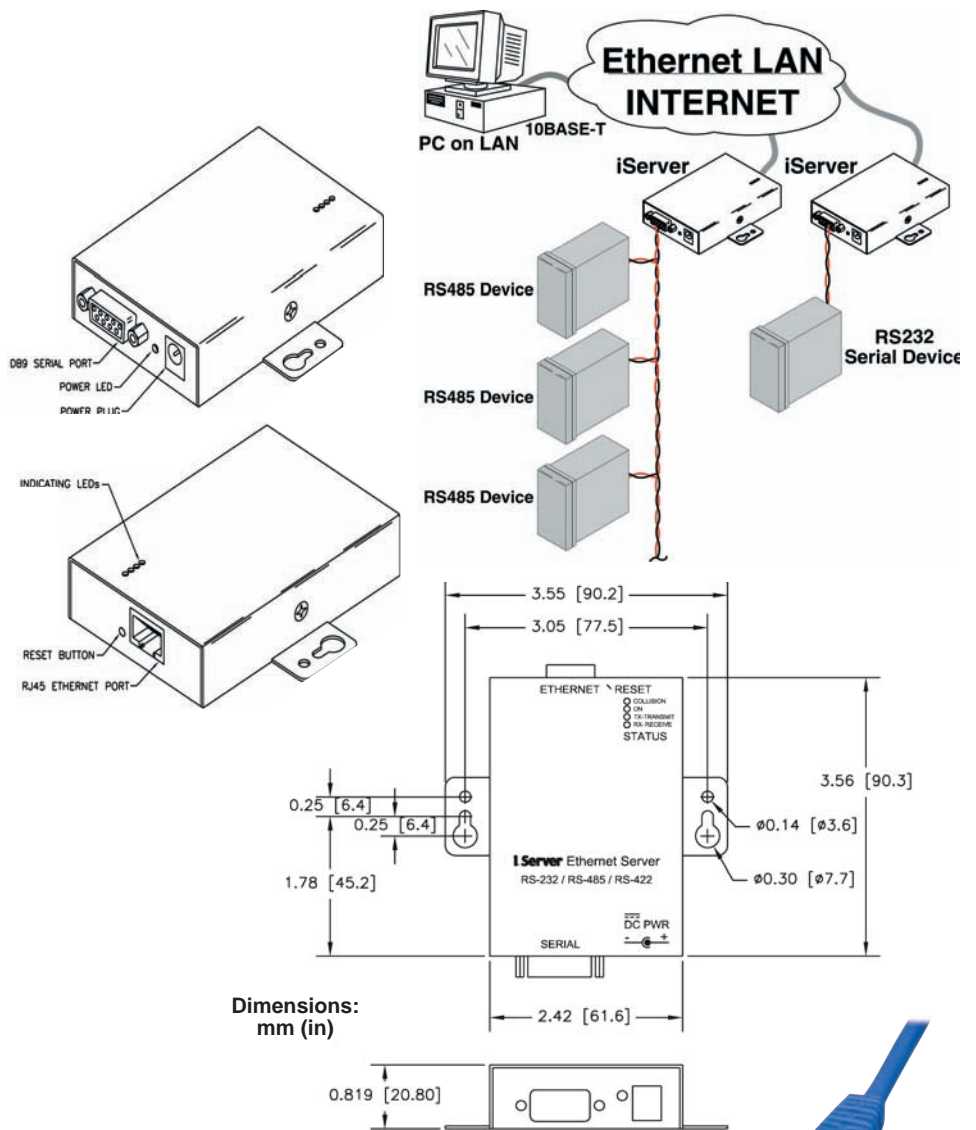 Ethernet LAN
INTERNET
10BASE-T
PC on LAN
iServer
iServer
RS485 Device
RS485 Device
RS485 Device
RS232
Serial Device
DB9 SERIAL PORT
POWER LED
POWER PLUG
INDICATING LEDs
RESET BUTTON
RJ45 ETHERNET PORT
3.55 [90.2]
3.05 [77.5]
ETHERNET RESET
COLLISION
ON
TX-TRANSMIT
RX-RECEIVE
STATUS
3.56 [90.3]
0.25 [6.4]
0.25 [6.4]
ø0.14 [ø3.6]
iServer Ethernet Server
RS-232 / RS-485 / RS-422
ø0.30 [ø7.7]
1.78 [45.2]
DC PWR
- +
SERIAL
Dimensions:
mm (in)
2.42 [61.6]
0.819 [20.80]